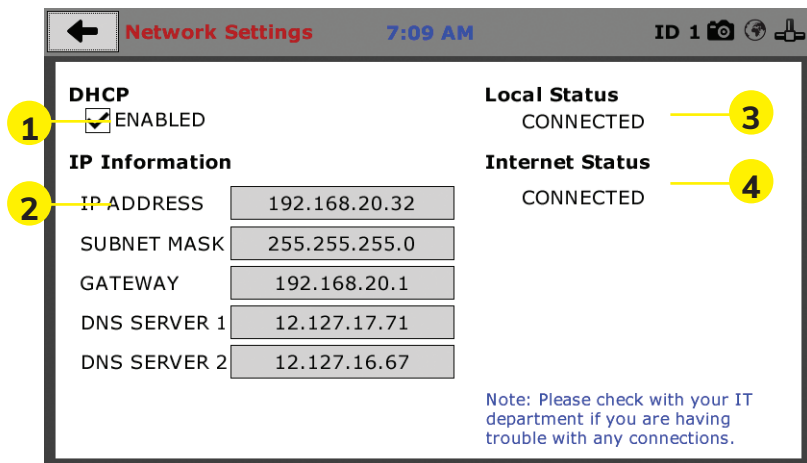 Network Settings 7:09 AM ID 1
DHCP
ENABLED
1
IP Information
2
IP ADDRESS 192.168.20.32
SUBNET MASK 255.255.255.0
GATEWAY 192.168.20.1
DNS SERVER 1 12.127.17.71
DNS SERVER 2 12.127.16.67
Local Status
CONNECTED
3
Internet Status
CONNECTED
4
Note: Please check with your IT
department if you are having
trouble with any connections.